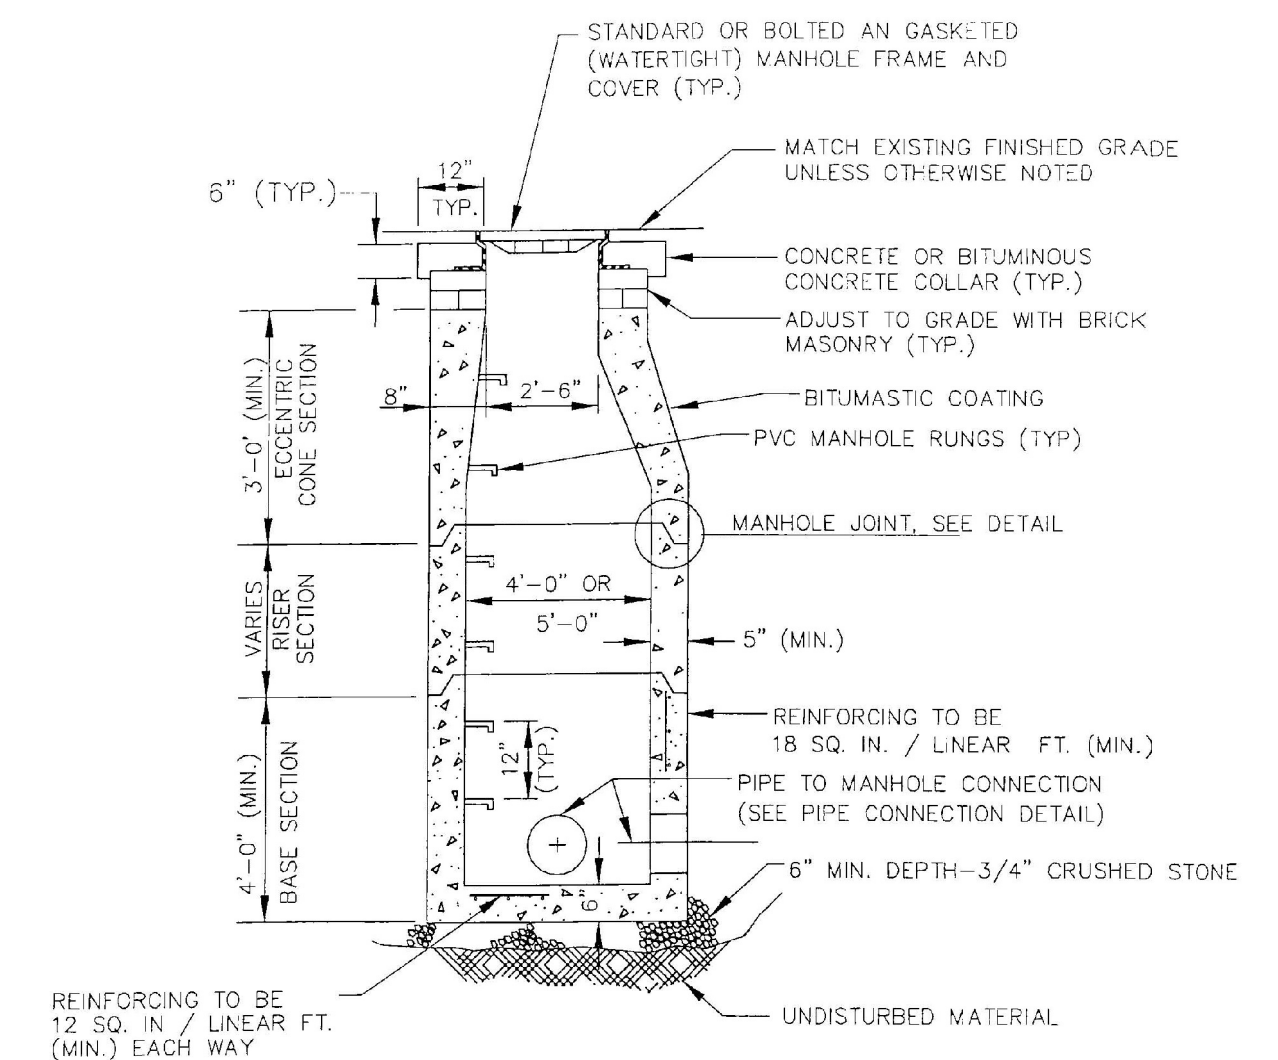 STANDARD OR BOLTED AN GASKETED
(WATERTIGHT) MANHOLE FRAME AND
COVER (TYP.)
MATCH EXISTING FINISHED GRADE
UNLESS OTHERWISE NOTED
12"
TYP.
6" (TYP.)
CONCRETE OR BITUMINOUS
CONCRETE COLLAR (TYP.)
ADJUST TO GRADE WITH BRICK
MASONRY (TYP.)
3'-0' (MIN.)
ECCENTRIC
CONE SECTION
8"
2'-6"
BITUMASTIC COATING
PVC MANHOLE RUNGS (TYP)
MANHOLE JOINT, SEE DETAIL
VARIES
RISER
SECTION
4'-0" OR
5'-0"
5" (MIN.)
REINFORCING TO BE
18 SQ. IN. / LINEAR FT. (MIN.)
4'-0" (MIN.)
BASE SECTION
12"
(TYP.)
PIPE TO MANHOLE CONNECTION
(SEE PIPE CONNECTION DETAIL)
6" MIN. DEPTH-3/4" CRUSHED STONE
6"
REINFORCING TO BE
12 SQ. IN / LINEAR FT.
(MIN.) EACH WAY
UNDISTURBED MATERIAL